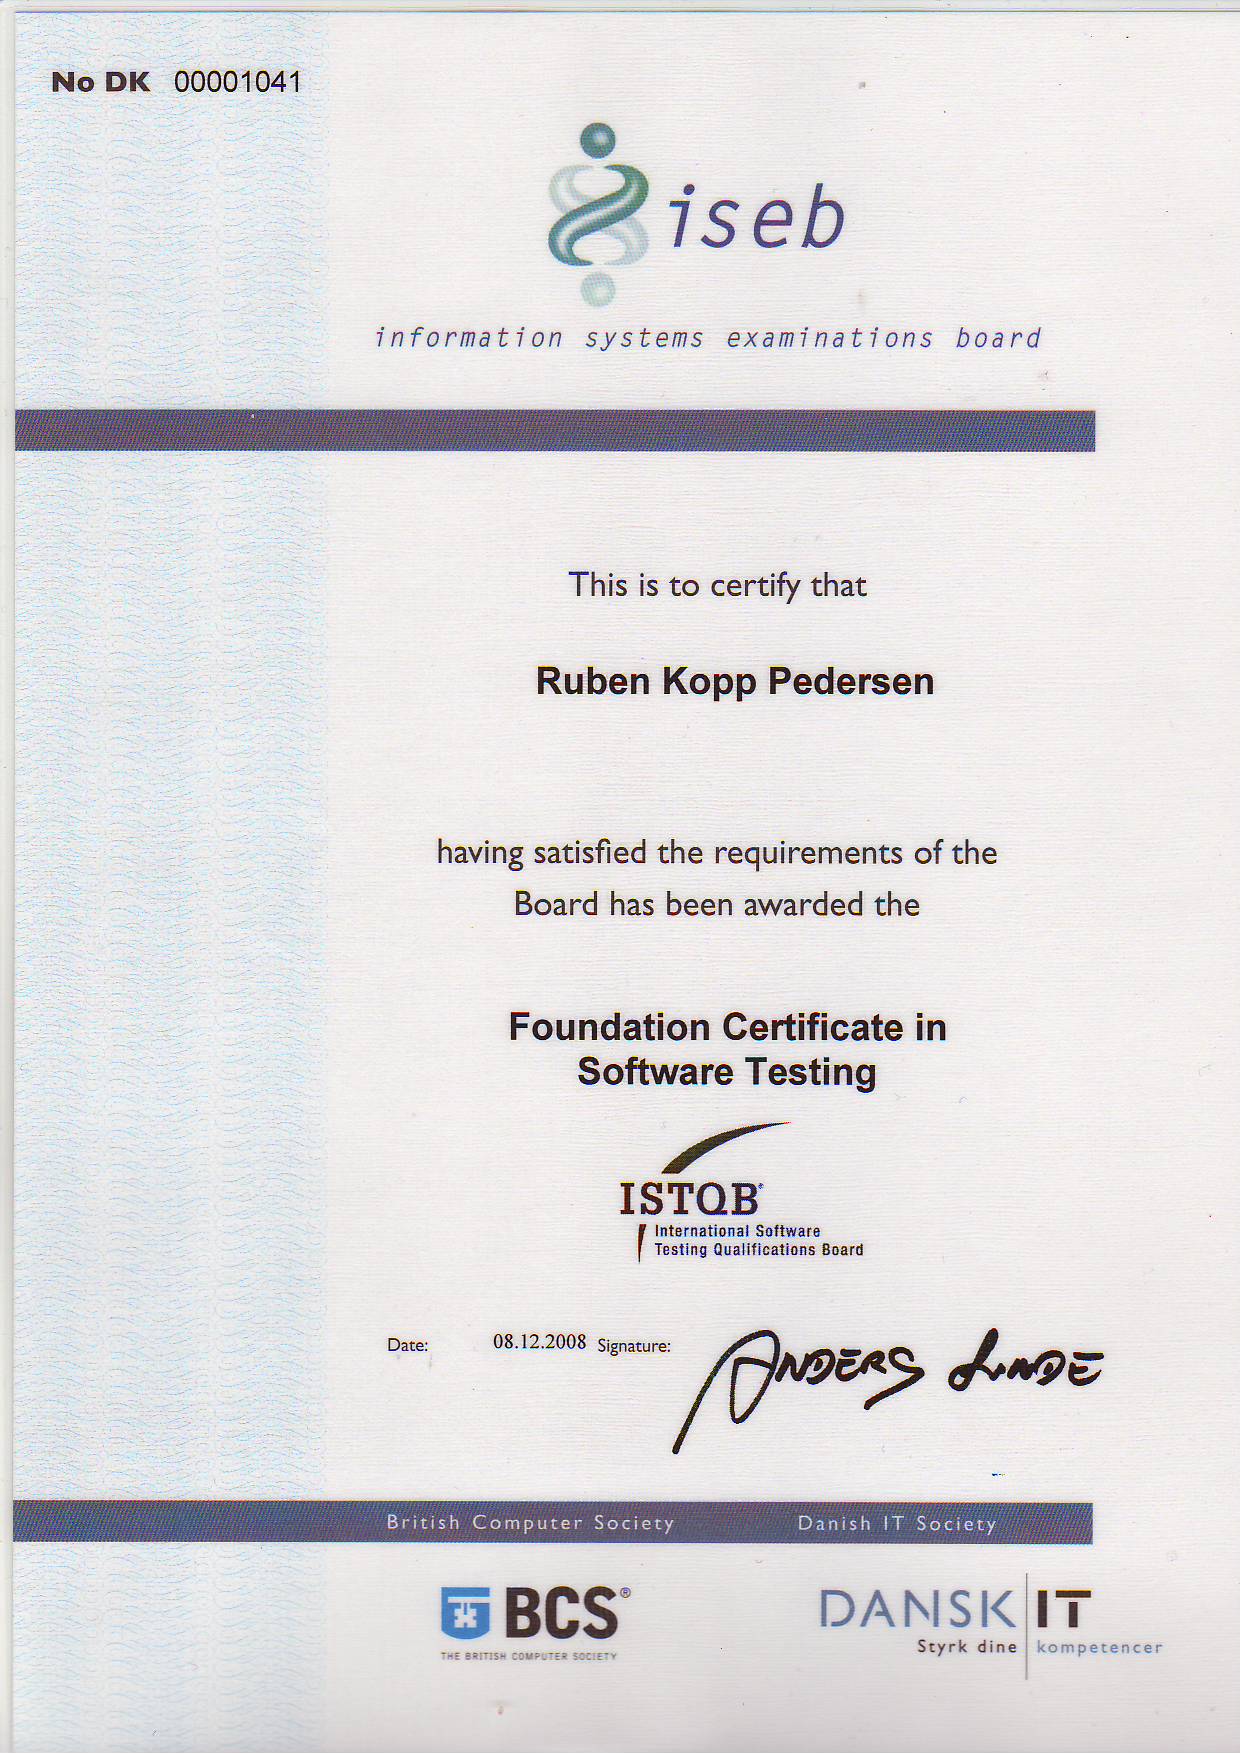 No DK 00001041
iseb
information systems examinations board
This is to certify that
Ruben Kopp Pedersen
having satisfied the requirements of the
Board has been awarded the
Foundation Certificate in
Software Testing
ISTQB®
International Software
Testing Qualifications Board
Date: 08.12.2008 Signature: ANDERS LINDE
British Computer Society Danish IT Society
BCS® DANSK IT
THE BRITISH COMPUTER SOCIETY Styrk dine kompetencer